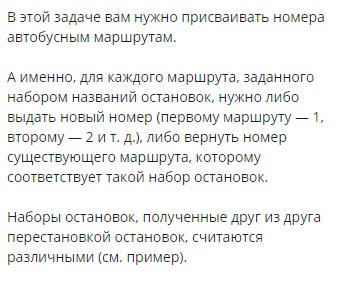 В этой задаче вам нужно присваивать номера
автобусным маршрутам.
А именно, для каждого маршрута, заданного
набором названий остановок, нужно либо
выдать новый номер (первому маршруту — 1,
второму — 2 и т. д.), либо вернуть номер
существующего маршрута, которому
соответствует такой набор остановок.
Наборы остановок, полученные друг из друга
перестановкой остановок, считаются
различными (см. пример).